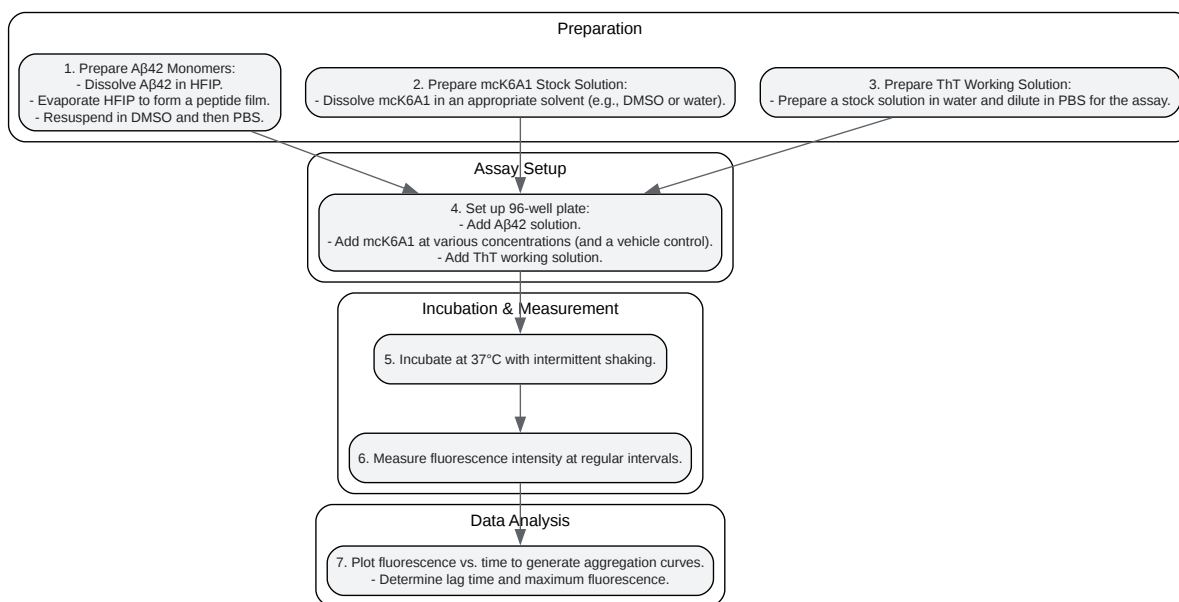 Preparation
1. Prepare Aβ42 Monomers:
- Dissolve Aβ42 in HFIP.
- Evaporate HFIP to form a peptide film.
- Resuspend in DMSO and then PBS.
2. Prepare mcK6A1 Stock Solution:
- Dissolve mcK6A1 in an appropriate solvent (e.g., DMSO or water).
3. Prepare ThT Working Solution:
- Prepare a stock solution in water and dilute in PBS for the assay.
Assay Setup
4. Set up 96-well plate:
- Add Aβ42 solution.
- Add mcK6A1 at various concentrations (and a vehicle control).
- Add ThT working solution.
Incubation & Measurement
5. Incubate at 37°C with intermittent shaking.
6. Measure fluorescence intensity at regular intervals.
Data Analysis
7. Plot fluorescence vs. time to generate aggregation curves.
- Determine lag time and maximum fluorescence.